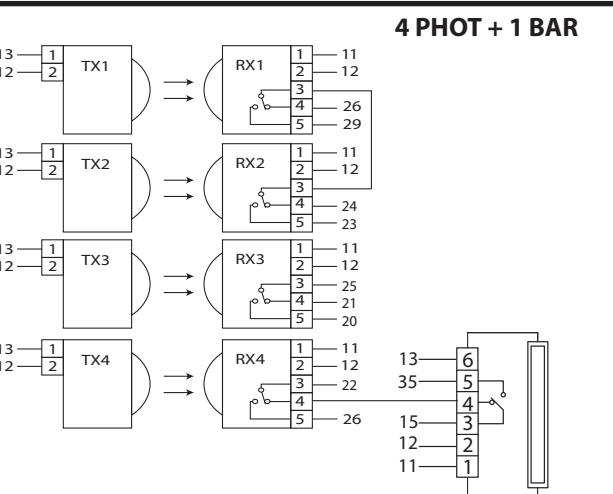 4 PHOT + 1 BAR
13 1 TX1 RX1 1 11
12 2 2 12
3
4 26
5 29
13 1 TX2 RX2 1 11
12 2 2 12
3
4 24
5 23
13 1 TX3 RX3 1 11
12 2 2 12
3 25
4 21
5 20
13 1 TX4 RX4 1 11
12 2 2 12
3 22
4
5 26
13 6
35 5
4
15 3
12 2
11 1